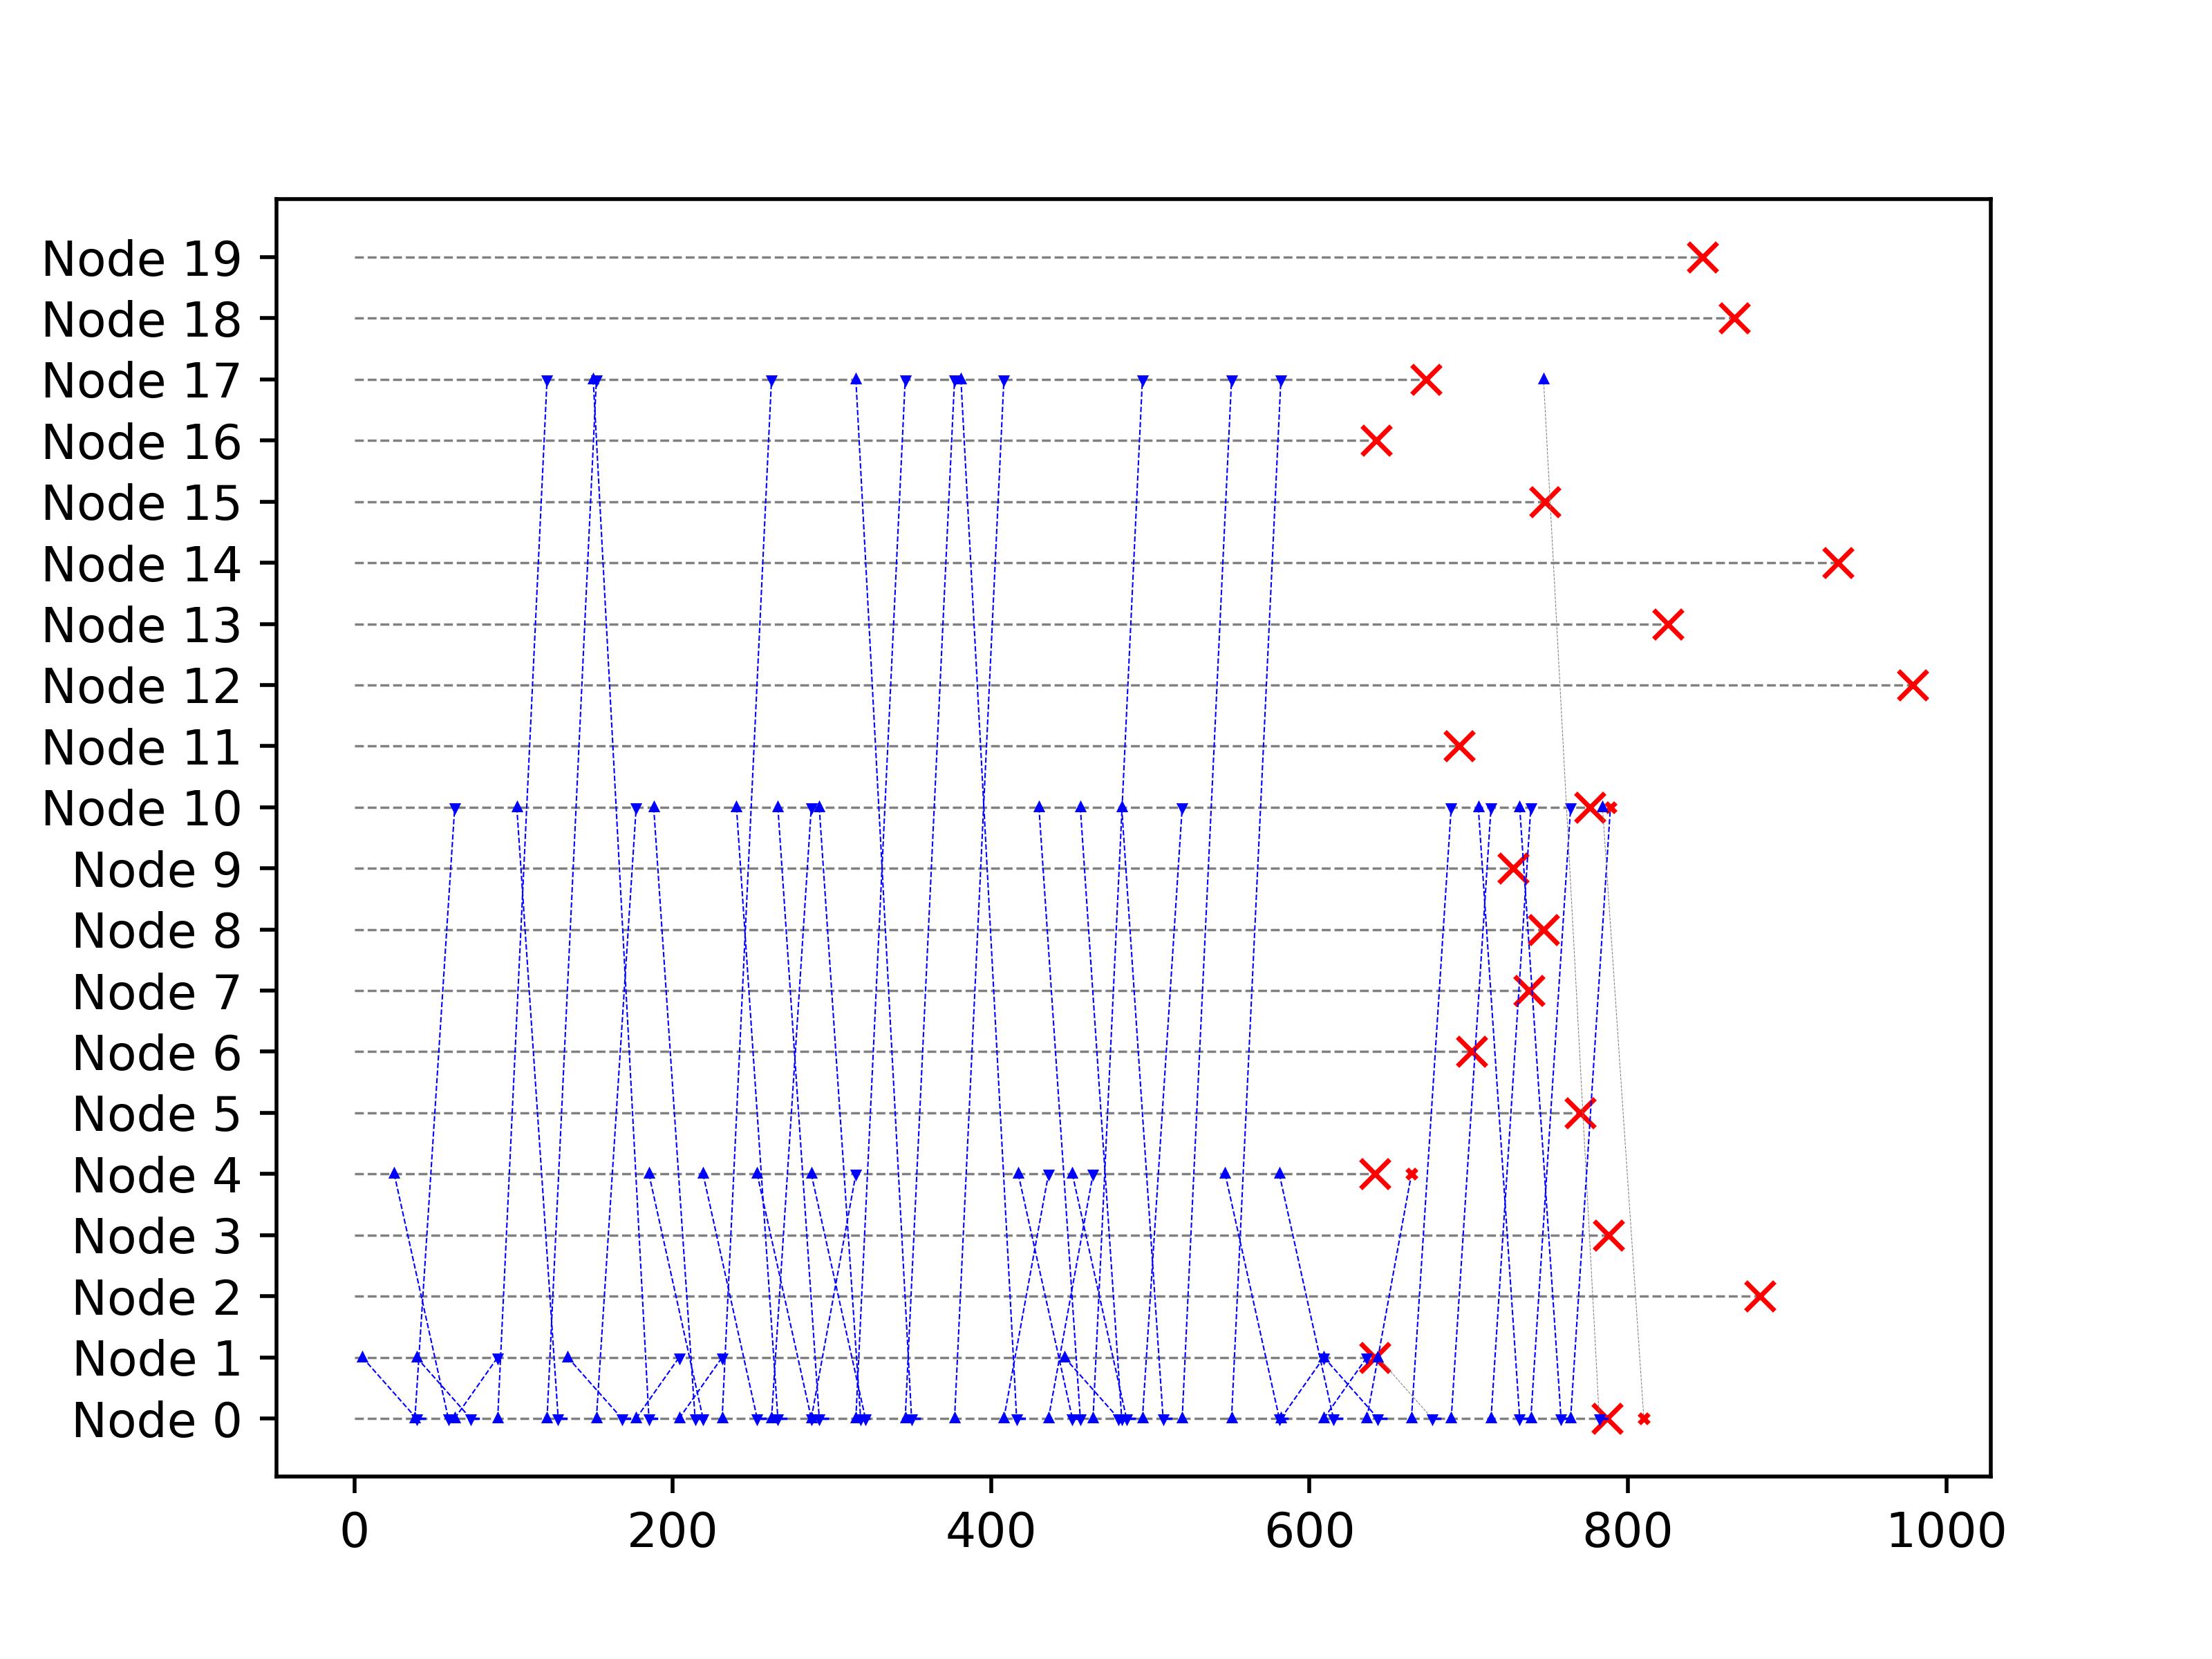 Node 19
Node 18
Node 17
Node 16
Node 15
Node 14
Node 13
Node 12
Node 11
Node 10
Node 9
Node 8
Node 7
Node 6
Node 5
Node 4
Node 3
Node 2
Node 1
Node 0
0 200 400 600 800 1000